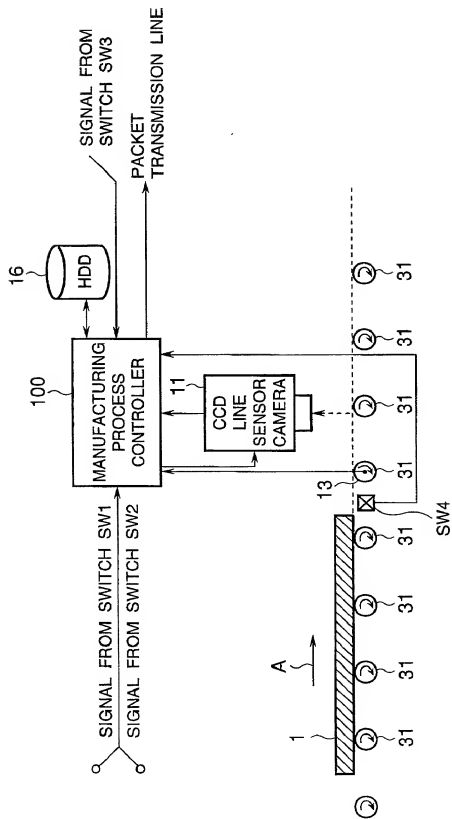 SIGNAL FROM SWITCH SW1
SIGNAL FROM SWITCH SW2
100
MANUFACTURING
PROCESS
CONTROLLER
16
HDD
SIGNAL FROM
SWITCH SW3
PACKET
TRANSMISSION LINE
11
CCD
LINE
SENSOR
CAMERA
A
1
13
31
31
31
31
31
31
31
31
SW4